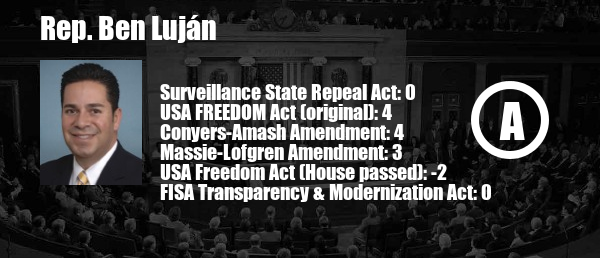 Rep. Ben Luján
Surveillance State Repeal Act: 0
USA FREEDOM Act (original): 4
Conyers-Amash Amendment: 4
Massie-Lofgren Amendment: 3
USA Freedom Act (House passed): -2
FISA Transparency & Modernization Act: 0
A